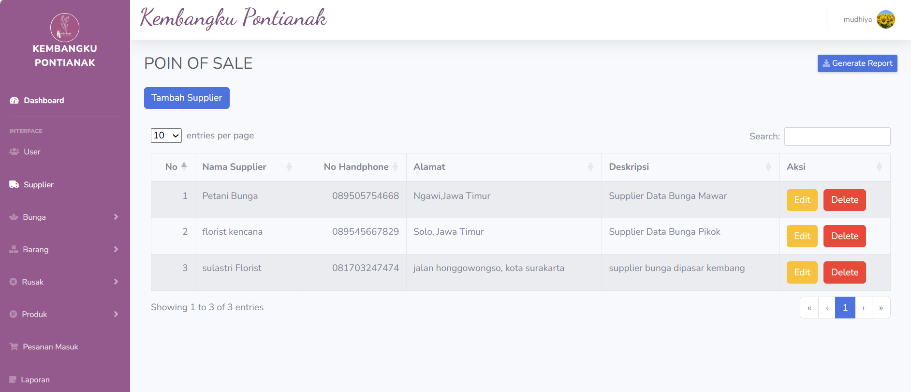 KEMBANGKU
PONTIANAK
Dashboard
INTERFACE
User
Supplier
Bunga
Barang
Rusak
Produk
Pesanan Masuk
Laporan
Kembangku Pontianak
mudhiya
POIN OF SALE
Generate Report
Tambah Supplier
10 entries per page
Search:
No Nama Supplier No Handphone Alamat Deskripsi Aksi
1 Petani Bunga 089505754668 Ngawi,Jawa Timur Supplier Data Bunga Mawar Edit Delete
2 florist kencana 089545667829 Solo, Jawa Timur Supplier Data Bunga Pikok Edit Delete
3 sulastri Florist 081703247474 jalan honggowongso, kota surakarta supplier bunga dipasar kembang Edit Delete
Showing 1 to 3 of 3 entries
« ‹ 1 › »